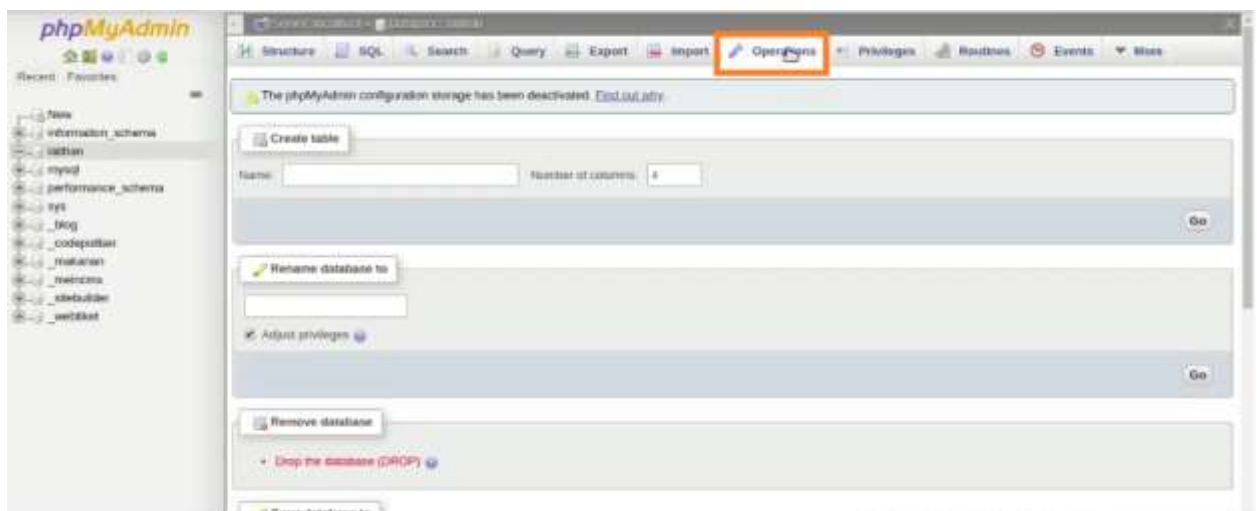 phpMyAdmin
Recent Favorites
New
information_schema
latihan
mysql
performance_schema
sys
_blog
_codepolitan
_makanan
_meincms
_sitebuilder
_webtiket
Structure SQL Search Query Export Import Operations Privileges Routines Events More
The phpMyAdmin configuration storage has been deactivated. Find out why.
Create table
Name: Number of columns: 4
Go
Rename database to
Adjust privileges
Go
Remove database
Drop the database (DROP)